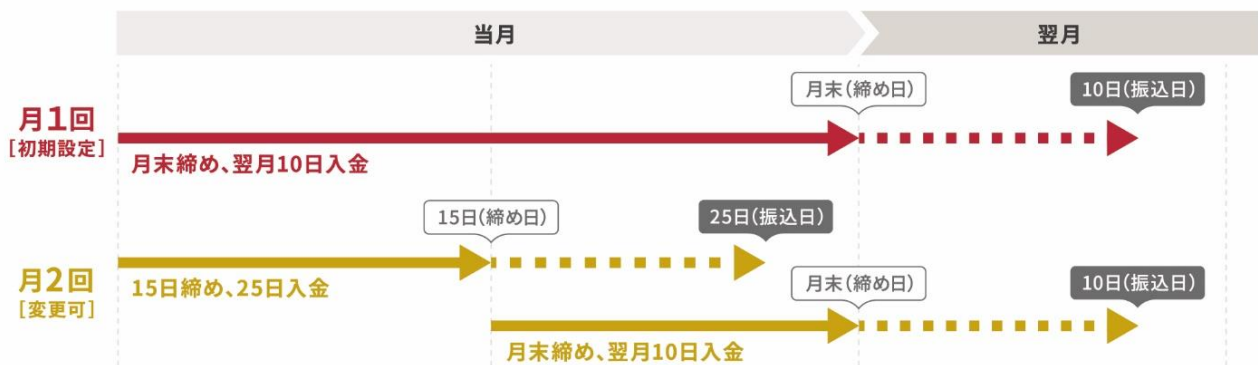 当月
翌月
月1回
[初期設定]
月末(締め日)
10日(振込日)
月末締め、翌月10日入金
月2回
[変更可]
15日(締め日)
25日(振込日)
15日締め、25日入金
月末(締め日)
10日(振込日)
月末締め、翌月10日入金